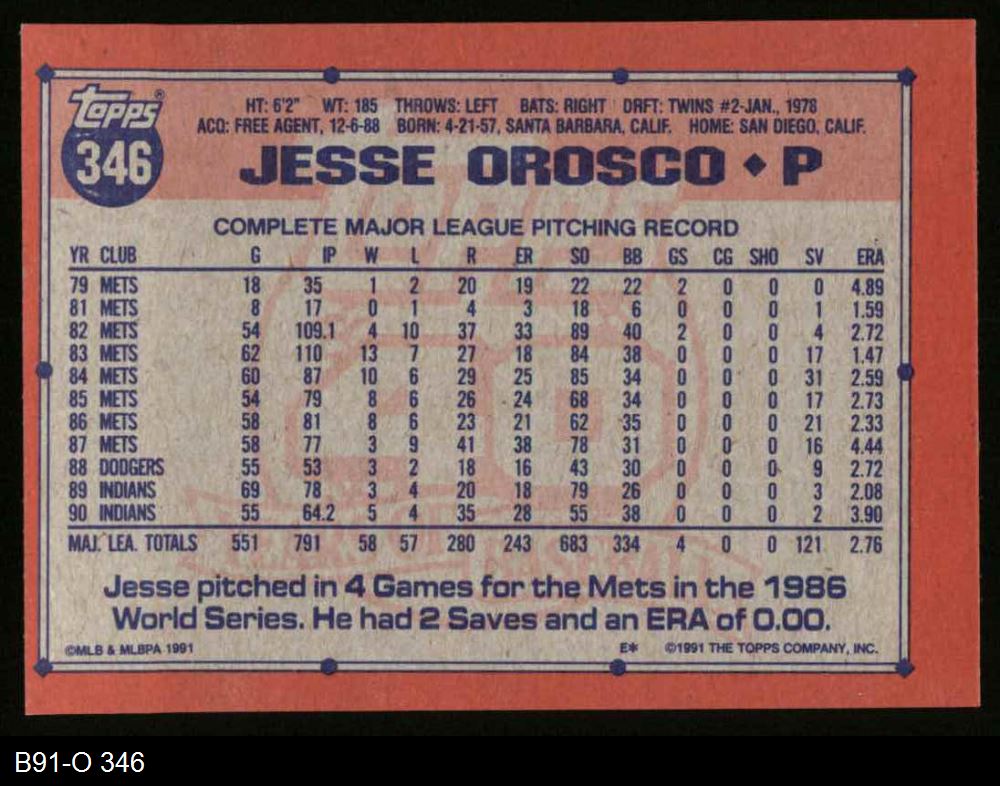 Topps®
346
HT: 6'2" WT: 185 THROWS: LEFT BATS: RIGHT DRFT: TWINS #2-JAN., 1978
ACQ: FREE AGENT, 12-6-88 BORN: 4-21-57, SANTA BARBARA, CALIF. HOME: SAN DIEGO, CALIF.
JESSE OROSCO ◆ P
COMPLETE MAJOR LEAGUE PITCHING RECORD
YR CLUB G IP W L R ER SO BB GS CG SHO SV ERA
79 METS 18 35 1 2 20 19 22 22 2 0 0 0 4.89
81 METS 8 17 0 1 4 3 18 6 0 0 0 1 1.59
82 METS 54 109.1 4 10 37 33 89 40 2 0 0 4 2.72
83 METS 62 110 13 7 27 18 84 38 0 0 0 17 1.47
84 METS 60 87 10 6 29 25 85 34 0 0 0 31 2.59
85 METS 54 79 8 6 26 24 68 34 0 0 0 17 2.73
86 METS 58 81 8 6 23 21 62 35 0 0 0 21 2.33
87 METS 58 77 3 9 41 38 78 31 0 0 0 16 4.44
88 DODGERS 55 53 3 2 18 16 43 30 0 0 0 9 2.72
89 INDIANS 69 78 3 4 20 18 79 26 0 0 0 3 2.08
90 INDIANS 55 64.2 5 4 35 28 55 38 0 0 0 2 3.90
MAJ. LEA. TOTALS 551 791 58 57 280 243 683 334 4 0 0 121 2.76
Jesse pitched in 4 Games for the Mets in the 1986
World Series. He had 2 Saves and an ERA of 0.00.
©MLB & MLBPA 1991 E* ©1991 THE TOPPS COMPANY, INC.
B91-O 346